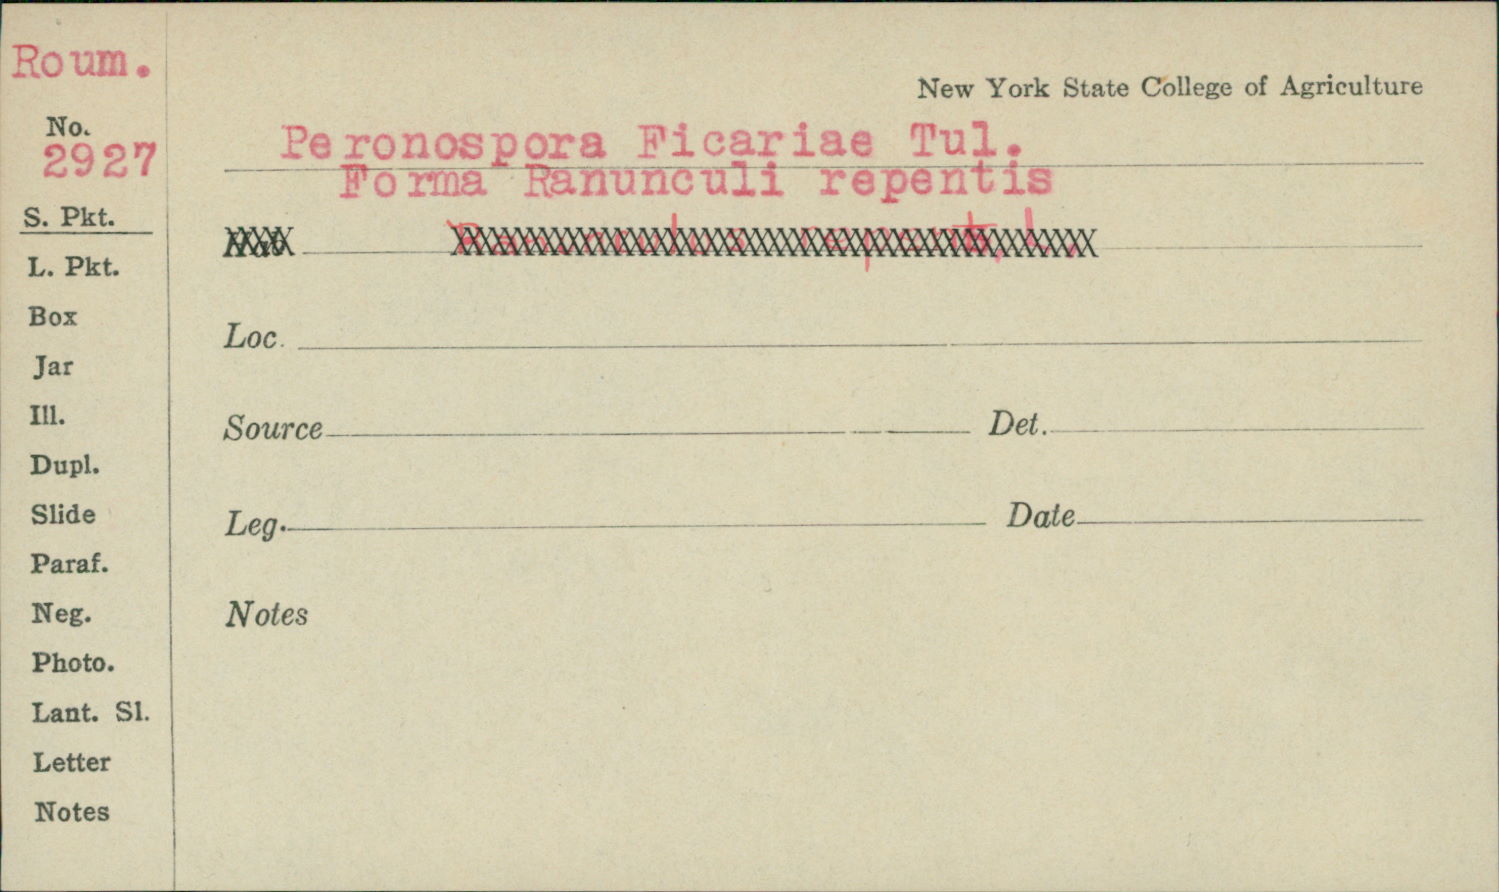 Roum.
New York State College of Agriculture
No.
2927
Peronospora Ficariae Tul.
Forma Ranunculi repentis
S. Pkt.
L. Pkt.
Box
Jar
Ill.
Dupl.
Slide
Paraf.
Neg.
Photo.
Lant. Sl.
Letter
Notes
Loc.
Source
Det.
Leg.
Date
Notes